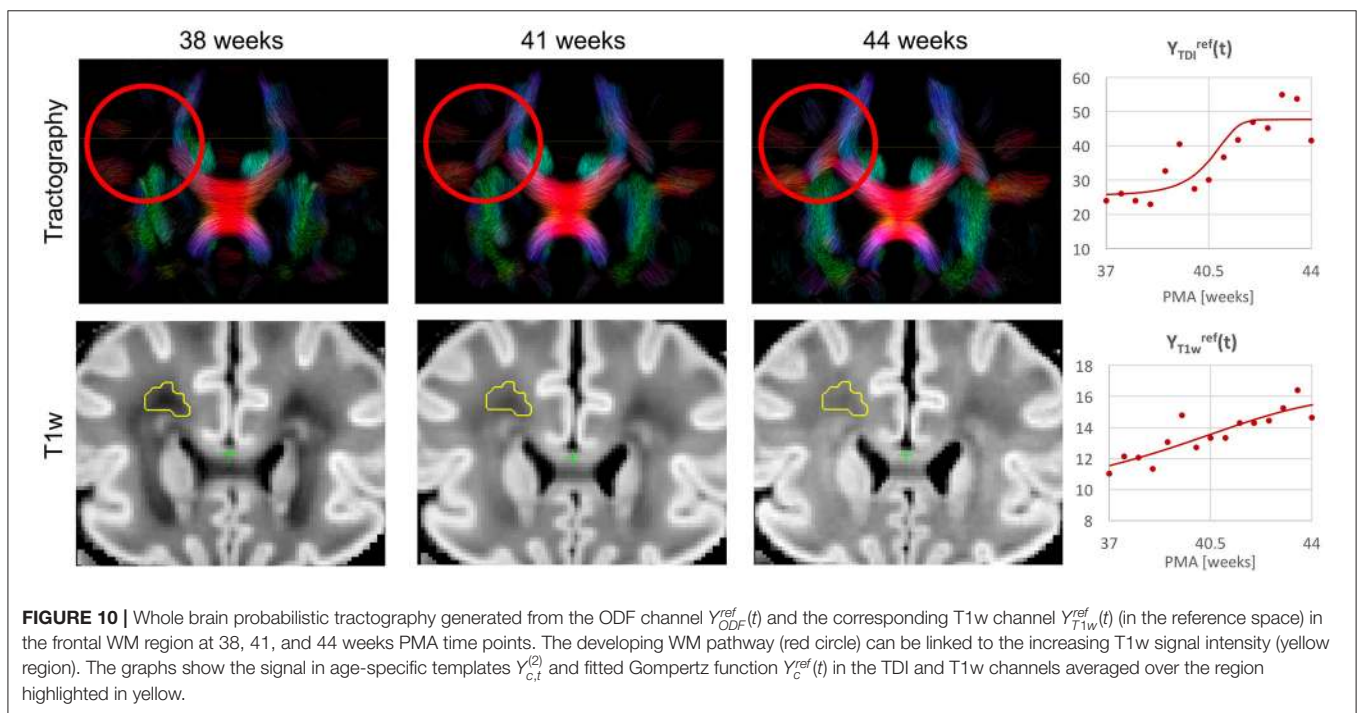 38 weeks
41 weeks
44 weeks
Tractography
Y_TDI^ref(t)
60
50
40
30
20
10
37
40.5
44
PMA [weeks]
T1w
Y_T1w^ref(t)
18
16
14
12
10
8
37
40.5
44
PMA [weeks]
FIGURE 10 | Whole brain probabilistic tractography generated from the ODF channel Y_ODF^ref(t) and the corresponding T1w channel Y_T1w^ref(t) (in the reference space) in
the frontal WM region at 38, 41, and 44 weeks PMA time points. The developing WM pathway (red circle) can be linked to the increasing T1w signal intensity (yellow
region). The graphs show the signal in age-specific templates Y_c,t^(2) and fitted Gompertz function Y_c^ref(t) in the TDI and T1w channels averaged over the region
highlighted in yellow.